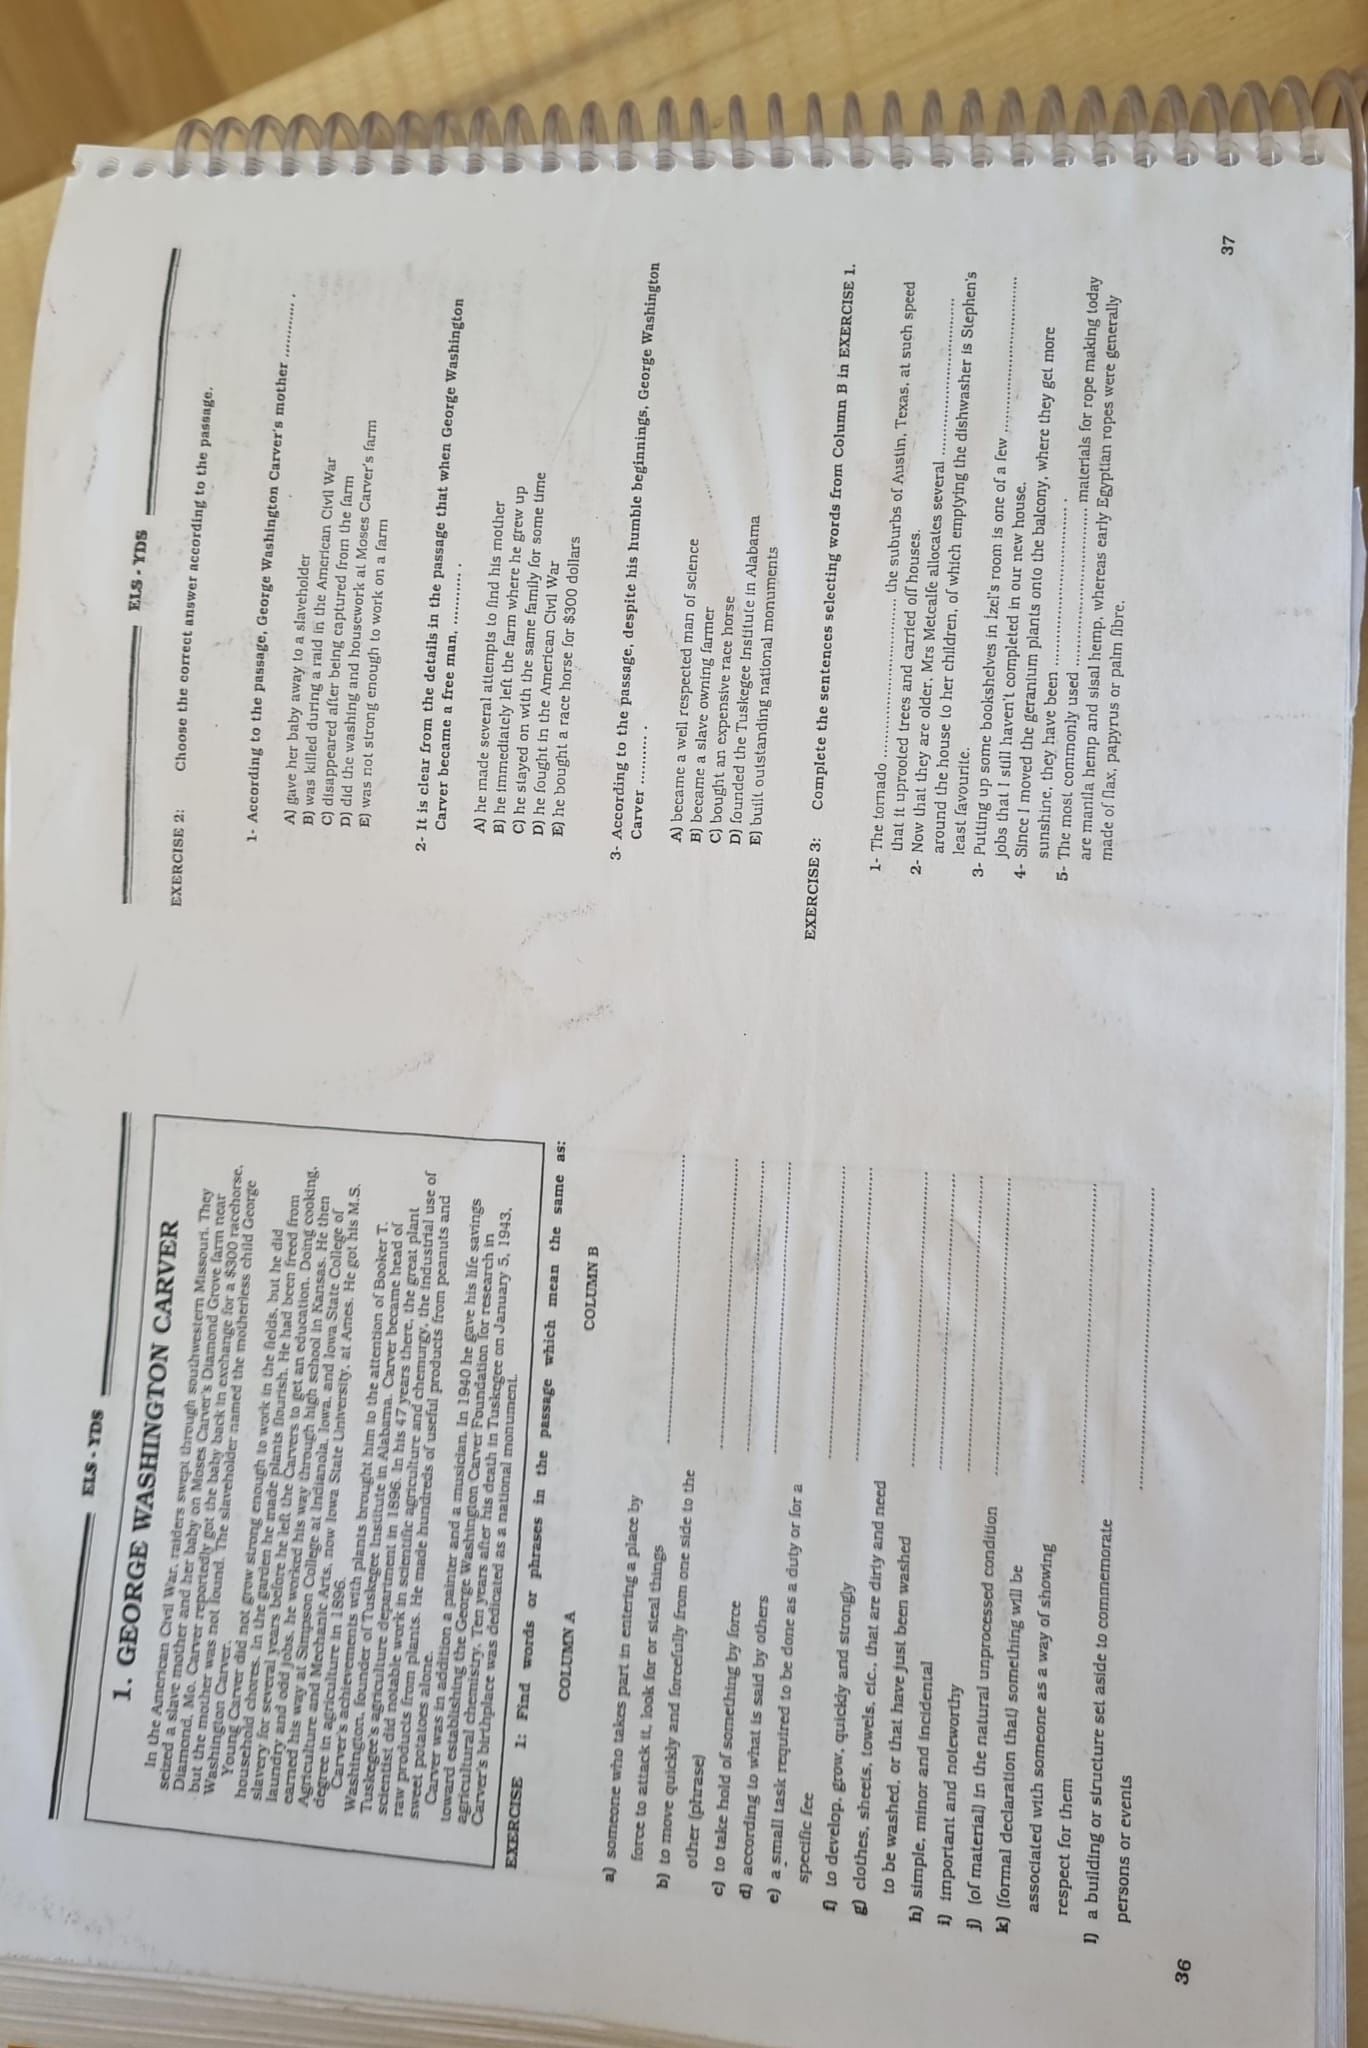 ELS - YDS
1. GEORGE WASHINGTON CARVER
In the American Civil War, raiders swept through southwestern Missouri. They
seized a slave mother and her baby on Moses Carver's Diamond Grove farm near
Diamond, Mo. Carver reportedly got the baby back in exchange for a $300 racehorse,
but the mother was not found. The slaveholder named the motherless child George
Washington Carver.
Young Carver did not grow strong enough to work in the fields, but he did
household chores. In the garden he made plants flourish. He had been freed from
slavery for several years before he left the Carvers to get an education. Doing cooking,
laundry and odd jobs, he worked his way through high school in Kansas. He then
earned his way at Simpson College at Indianola, Iowa, and Iowa State College of
Agriculture and Mechanic Arts, now Iowa State University, at Ames. He got his M.S.
degree in agriculture in 1896.
Carver's achievements with plants brought him to the attention of Booker T.
Washington, founder of Tuskegee Institute in Alabama. Carver became head of
Tuskegee's agriculture department in 1896. In his 47 years there, the great plant
scientist did notable work in scientific agriculture and chemurgy, the industrial use of
raw products from plants. He made hundreds of useful products from peanuts and
sweet potatoes alone.
Carver was in addition a painter and a musician. In 1940 he gave his life savings
toward establishing the George Washington Carver Foundation for research in
agricultural chemistry. Ten years after his death in Tuskegee on January 5, 1943,
Carver's birthplace was dedicated as a national monument.
EXERCISE 1: Find words or phrases in the passage which mean the same as:
COLUMN A COLUMN B
a) someone who takes part in entering a place by
force to attack it, look for or steal things ..............................
b) to move quickly and forcefully from one side to the
other (phrase) ..............................
c) to take hold of something by force ..............................
d) according to what is said by others ..............................
e) a small task required to be done as a duty or for a
specific fee ..............................
f) to develop, grow, quickly and strongly ..............................
g) clothes, sheets, towels, etc., that are dirty and need
to be washed, or that have just been washed ..............................
h) simple, minor and incidental ..............................
i) important and noteworthy ..............................
j) (of material) in the natural unprocessed condition ..............................
k) (formal declaration that) something will be
associated with someone as a way of showing
respect for them ..............................
l) a building or structure set aside to commemorate
persons or events ..............................
36
ELS - YDS
EXERCISE 2: Choose the correct answer according to the passage.
1- According to the passage, George Washington Carver's mother ........... .
A) gave her baby away to a slaveholder
B) was killed during a raid in the American Civil War
C) disappeared after being captured from the farm
D) did the washing and housework at Moses Carver's farm
E) was not strong enough to work on a farm
2- It is clear from the details in the passage that when George Washington
Carver became a free man, ........... .
A) he made several attempts to find his mother
B) he immediately left the farm where he grew up
C) he stayed on with the same family for some time
D) he fought in the American Civil War
E) he bought a race horse for $300 dollars
3- According to the passage, despite his humble beginnings, George Washington
Carver ........... .
A) became a well respected man of science
B) became a slave owning farmer
C) bought an expensive race horse
D) founded the Tuskegee Institute in Alabama
E) built outstanding national monuments
EXERCISE 3: Complete the sentences selecting words from Column B in EXERCISE 1.
1- The tornado .............................. the suburbs of Austin, Texas, at such speed
that it uprooted trees and carried off houses.
2- Now that they are older, Mrs Metcalfe allocates several ..............................
around the house to her children, of which emptying the dishwasher is Stephen's
least favourite.
3- Putting up some bookshelves in Izel's room is one of a few ..............................
jobs that I still haven't completed in our new house.
4- Since I moved the geranium plants onto the balcony, where they get more
sunshine, they have been .............................. .
5- The most commonly used .............................. materials for rope making today
are manila hemp and sisal hemp, whereas early Egyptian ropes were generally
made of flax, papyrus or palm fibre.
37